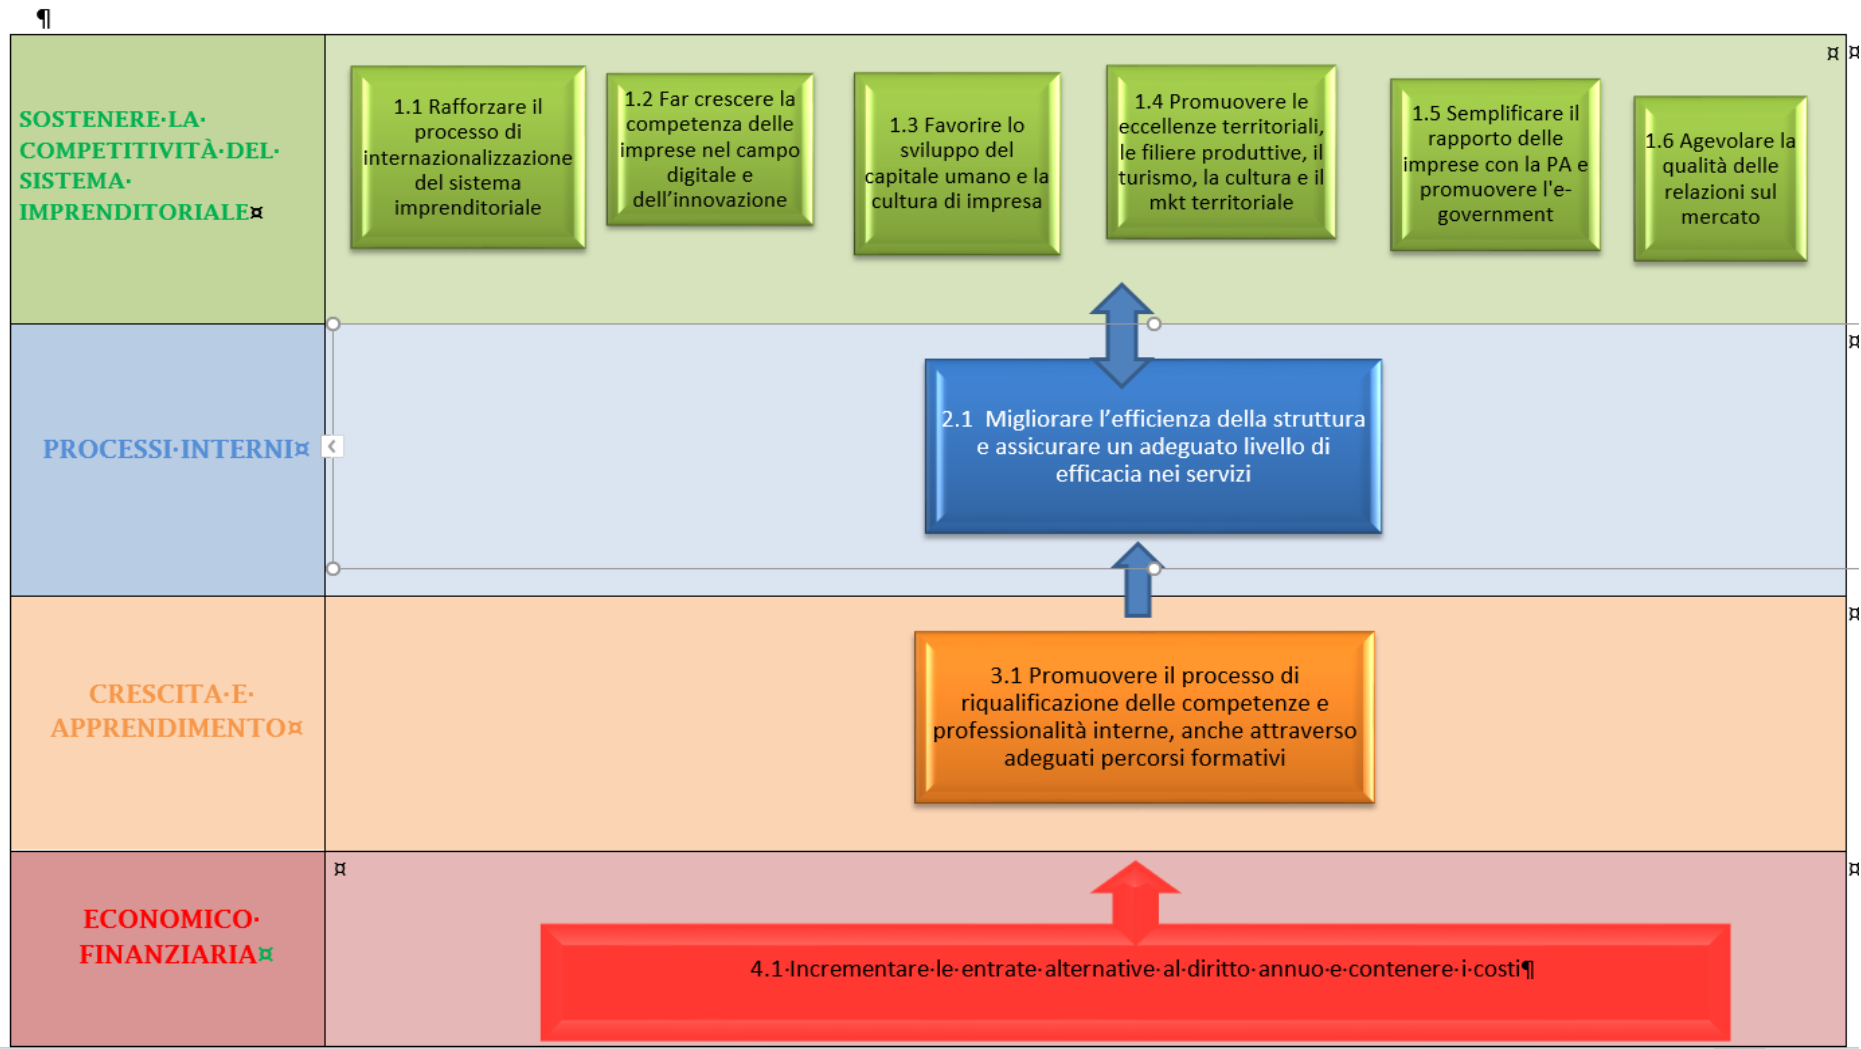 ¶
SOSTENERE·LA·
COMPETITIVITÀ·DEL·
SISTEMA·
IMPRENDITORIALE¤
1.1 Rafforzare il
processo di
internazionalizzazione
del sistema
imprenditoriale
1.2 Far crescere la
competenza delle
imprese nel campo
digitale e
dell’innovazione
1.3 Favorire lo
sviluppo del
capitale umano e la
cultura di impresa
1.4 Promuovere le
eccellenze territoriali,
le filiere produttive, il
turismo, la cultura e il
mkt territoriale
1.5 Semplificare il
rapporto delle
imprese con la PA e
promuovere l'e-
government
1.6 Agevolare la
qualità delle
relazioni sul
mercato
¤ ¤
PROCESSI·INTERNI¤
2.1  Migliorare l’efficienza della struttura
e assicurare un adeguato livello di
efficacia nei servizi
¤
CRESCITA·E·
APPRENDIMENTO¤
3.1 Promuovere il processo di
riqualificazione delle competenze e
professionalità interne, anche attraverso
adeguati percorsi formativi
¤
ECONOMICO·
FINANZIARIA¤
¤
4.1·Incrementare·le·entrate·alternative·al·diritto·annuo·e·contenere·i·costi¶
¤